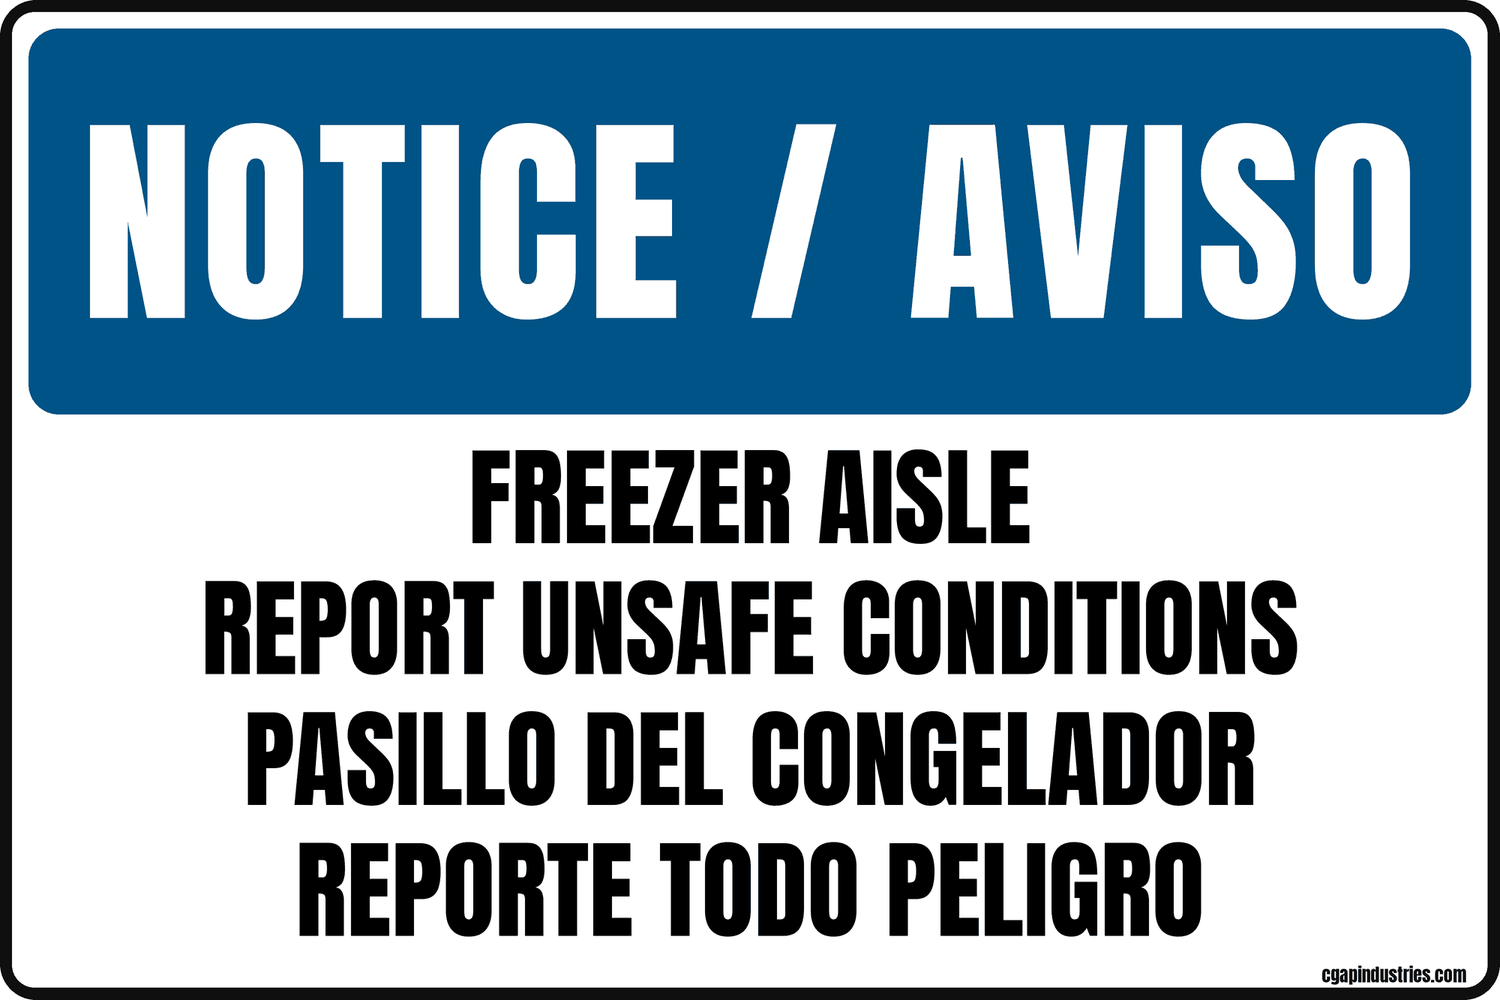 NOTICE / AVISO
FREEZER AISLE
REPORT UNSAFE CONDITIONS
PASILLO DEL CONGELADOR
REPORTE TODO PELIGRO
cgapindustries.com